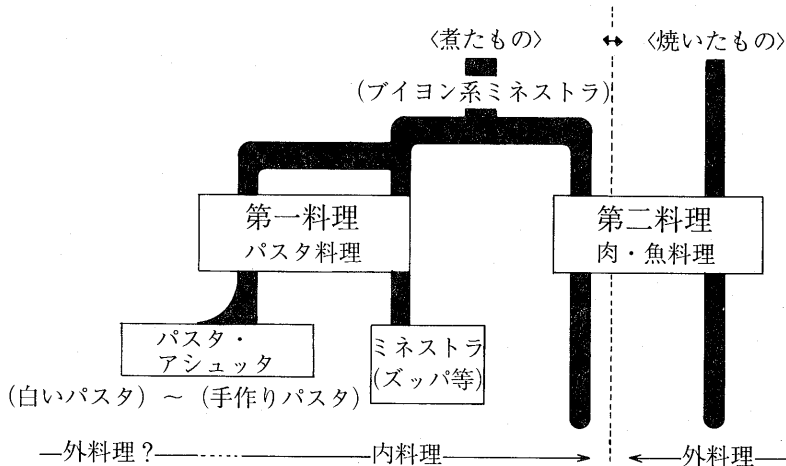 〈煮たもの〉 ↔ 〈焼いたもの〉
(ブイヨン系ミネストラ)
第一料理
パスタ料理
第二料理
肉・魚料理
パスタ・
アシュッタ
ミネストラ
(ズッパ等)
(白いパスタ) ~ (手作りパスタ)
外料理?
内料理
外料理